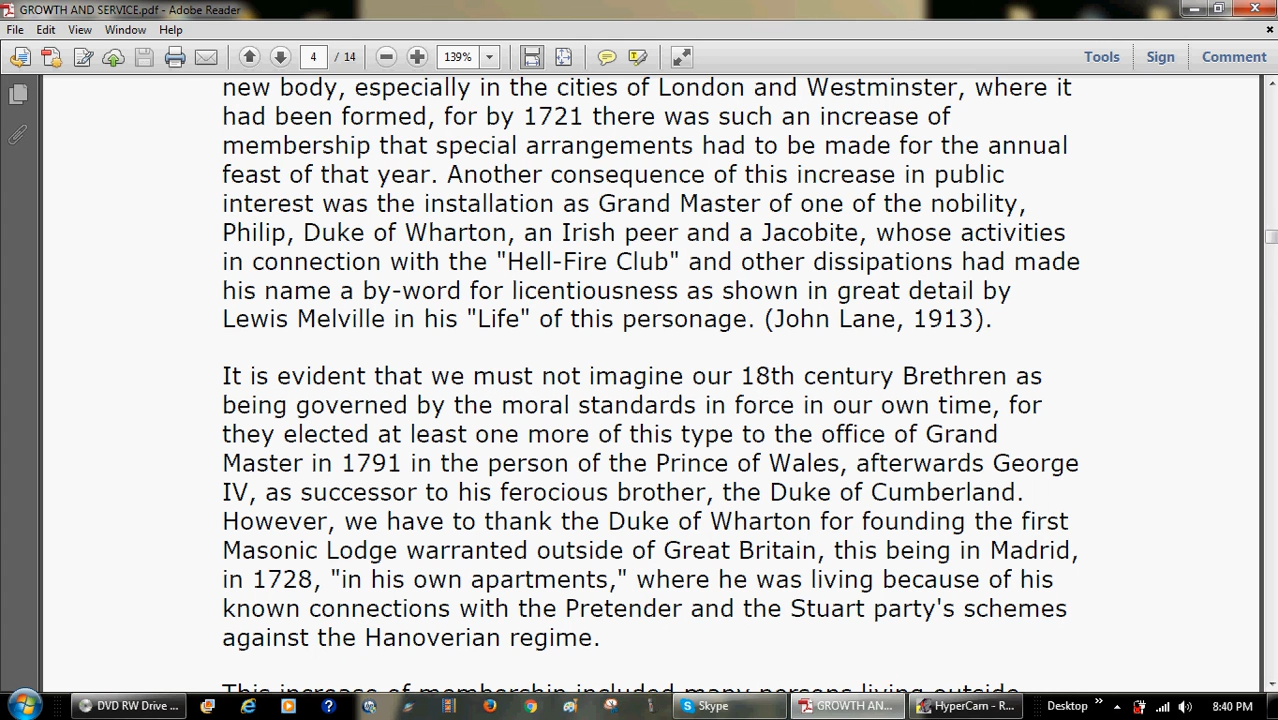 GROWTH AND SERVICE.pdf - Adobe Reader
File Edit View Window Help
4 / 14 139% Tools Sign Comment
new body, especially in the cities of London and Westminster, where it
had been formed, for by 1721 there was such an increase of
membership that special arrangements had to be made for the annual
feast of that year. Another consequence of this increase in public
interest was the installation as Grand Master of one of the nobility,
Philip, Duke of Wharton, an Irish peer and a Jacobite, whose activities
in connection with the "Hell-Fire Club" and other dissipations had made
his name a by-word for licentiousness as shown in great detail by
Lewis Melville in his "Life" of this personage. (John Lane, 1913).
It is evident that we must not imagine our 18th century Brethren as
being governed by the moral standards in force in our own time, for
they elected at least one more of this type to the office of Grand
Master in 1791 in the person of the Prince of Wales, afterwards George
IV, as successor to his ferocious brother, the Duke of Cumberland.
However, we have to thank the Duke of Wharton for founding the first
Masonic Lodge warranted outside of Great Britain, this being in Madrid,
in 1728, "in his own apartments," where he was living because of his
known connections with the Pretender and the Stuart party's schemes
against the Hanoverian regime.
This increase of membership included many persons living outside
DVD RW Drive ... Skype GROWTH AN... HyperCam - R... Desktop » 8:40 PM